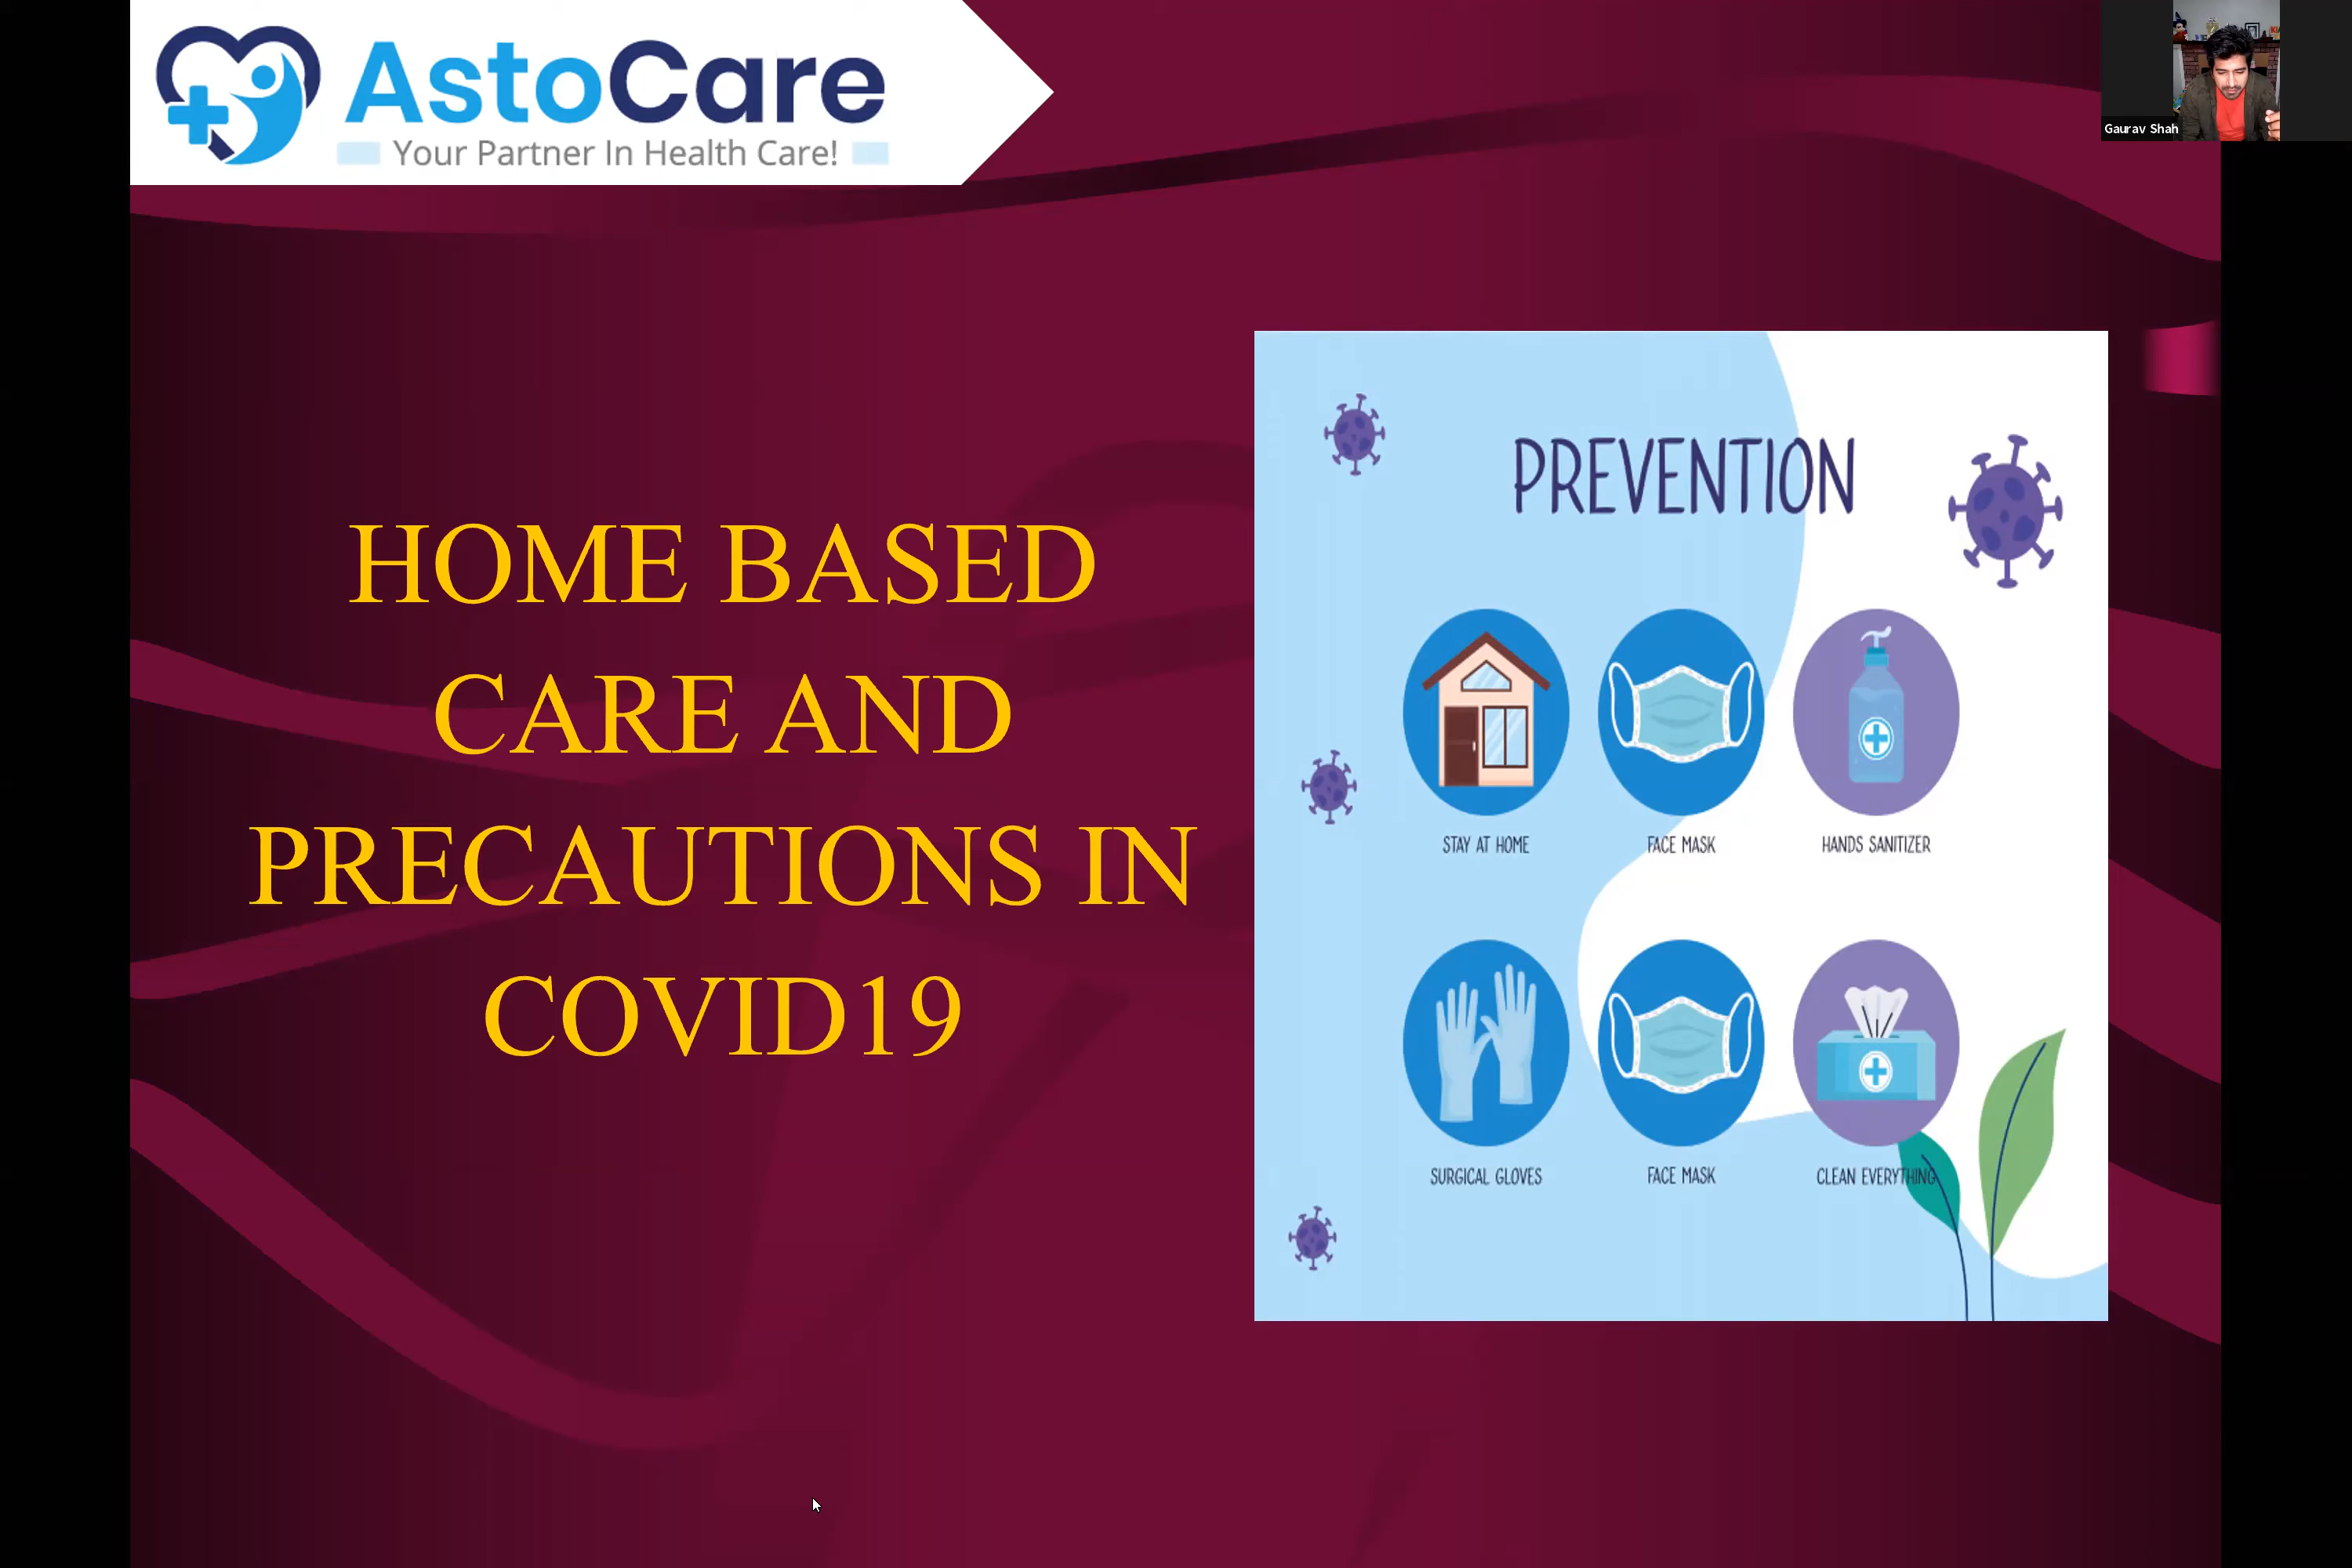 AstoCare
Your Partner In Health Care!
Gaurav Shah
HOME BASED
CARE AND
PRECAUTIONS IN
COVID19
PREVENTION
STAY AT HOME
FACE MASK
HANDS SANITIZER
SURGICAL GLOVES
FACE MASK
CLEAN EVERYTHING